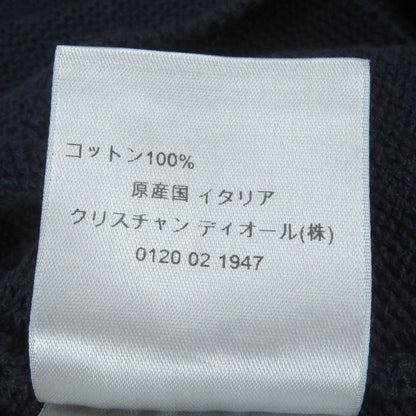 コットン100%
原産国 イタリア
クリスチャン ディオール(株)
0120 02 1947